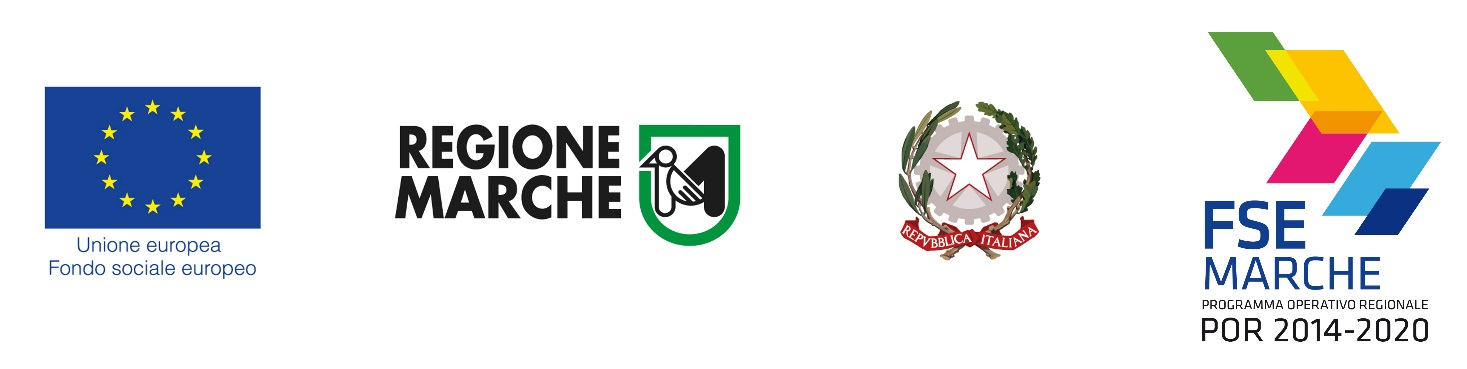 Unione europea
Fondo sociale europeo
REGIONE
MARCHE
REPVBBLICA ITALIANA
FSE
MARCHE
PROGRAMMA OPERATIVO REGIONALE
POR 2014-2020